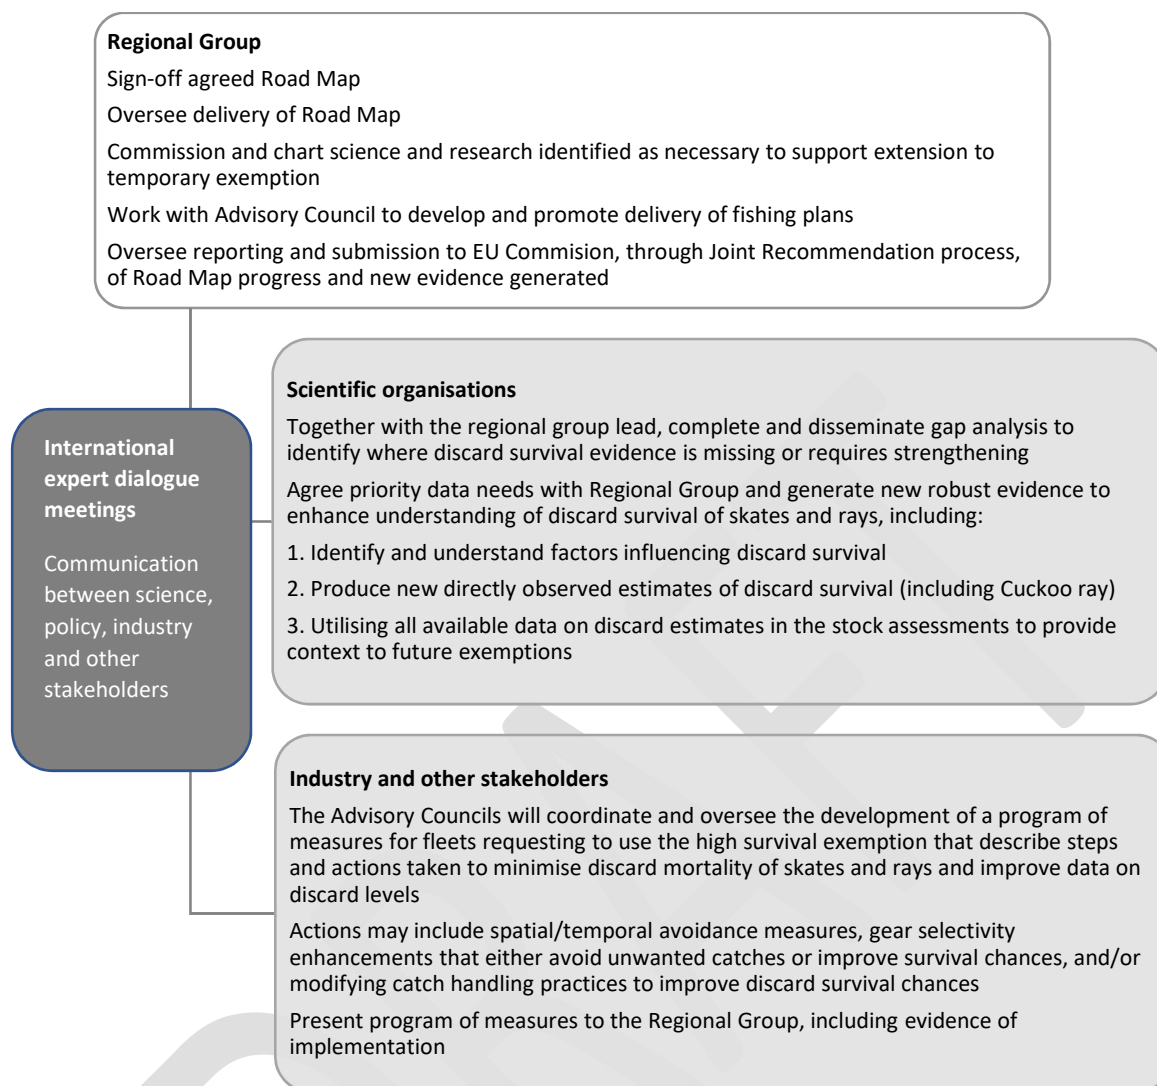 Regional Group
Sign-off agreed Road Map
Oversee delivery of Road Map
Commission and chart science and research identified as necessary to support extension to
temporary exemption
Work with Advisory Council to develop and promote delivery of fishing plans
Oversee reporting and submission to EU Commision, through Joint Recommendation process,
of Road Map progress and new evidence generated
International
expert dialogue
meetings
Communication
between science,
policy, industry
and other
stakeholders
Scientific organisations
Together with the regional group lead, complete and disseminate gap analysis to
identify where discard survival evidence is missing or requires strengthening
Agree priority data needs with Regional Group and generate new robust evidence to
enhance understanding of discard survival of skates and rays, including:
1. Identify and understand factors influencing discard survival
2. Produce new directly observed estimates of discard survival (including Cuckoo ray)
3. Utilising all available data on discard estimates in the stock assessments to provide
context to future exemptions
Industry and other stakeholders
The Advisory Councils will coordinate and oversee the development of a program of
measures for fleets requesting to use the high survival exemption that describe steps
and actions taken to minimise discard mortality of skates and rays and improve data on
discard levels
Actions may include spatial/temporal avoidance measures, gear selectivity
enhancements that either avoid unwanted catches or improve survival chances, and/or
modifying catch handling practices to improve discard survival chances
Present program of measures to the Regional Group, including evidence of
implementation
DRAFT